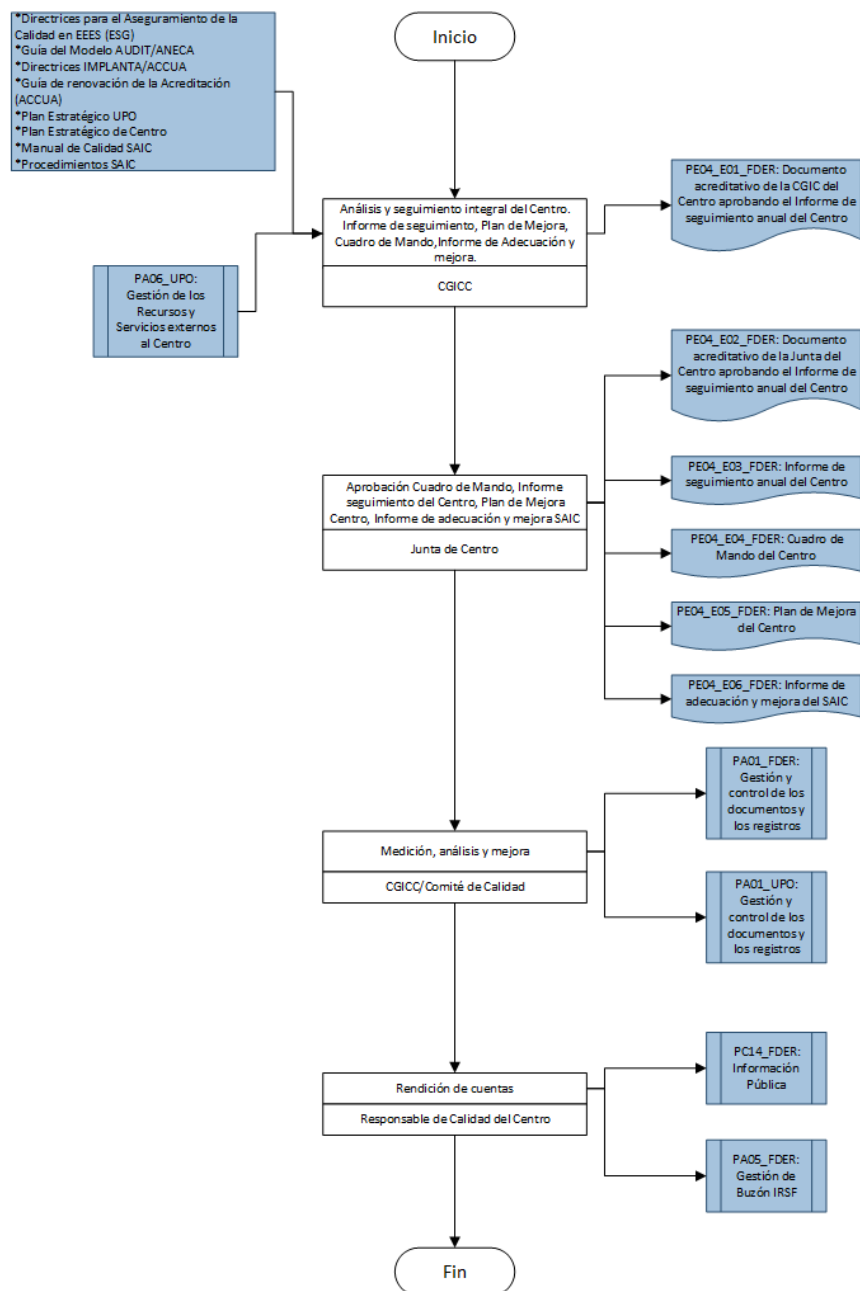 *Directrices para el Aseguramiento de la
Calidad en EEES (ESG)
*Guía del Modelo AUDIT/ANECA
*Directrices IMPLANTA/ACCUA
*Guía de renovación de la Acreditación
(ACCUA)
*Plan Estratégico UPO
*Plan Estratégico de Centro
*Manual de Calidad SAIC
*Procedimientos SAIC
Inicio
Análisis y seguimiento integral del Centro.
Informe de seguimiento, Plan de Mejora,
Cuadro de Mando,Informe de Adecuación y
mejora.
CGICC
PE04_E01_FDER: Documento
acreditativo de la CGIC del
Centro aprobando el Informe de
seguimiento anual del Centro
PA06_UPO:
Gestión de los
Recursos y
Servicios externos
al Centro
PE04_E02_FDER: Documento
acreditativo de la Junta del
Centro aprobando el Informe de
seguimiento anual del Centro
Aprobación Cuadro de Mando, Informe
seguimiento del Centro, Plan de Mejora
Centro, Informe de adecuación y mejora SAIC
Junta de Centro
PE04_E03_FDER: Informe de
seguimiento anual del Centro
PE04_E04_FDER: Cuadro de
Mando del Centro
PE04_E05_FDER: Plan de Mejora
del Centro
PE04_E06_FDER: Informe de
adecuación y mejora del SAIC
Medición, análisis y mejora
CGICC/Comité de Calidad
PA01_FDER:
Gestión y
control de los
documentos y
los registros
PA01_UPO:
Gestión y
control de los
documentos y
los registros
Rendición de cuentas
Responsable de Calidad del Centro
PC14_FDER:
Información
Pública
PA05_FDER:
Gestión de
Buzón IRSF
Fin